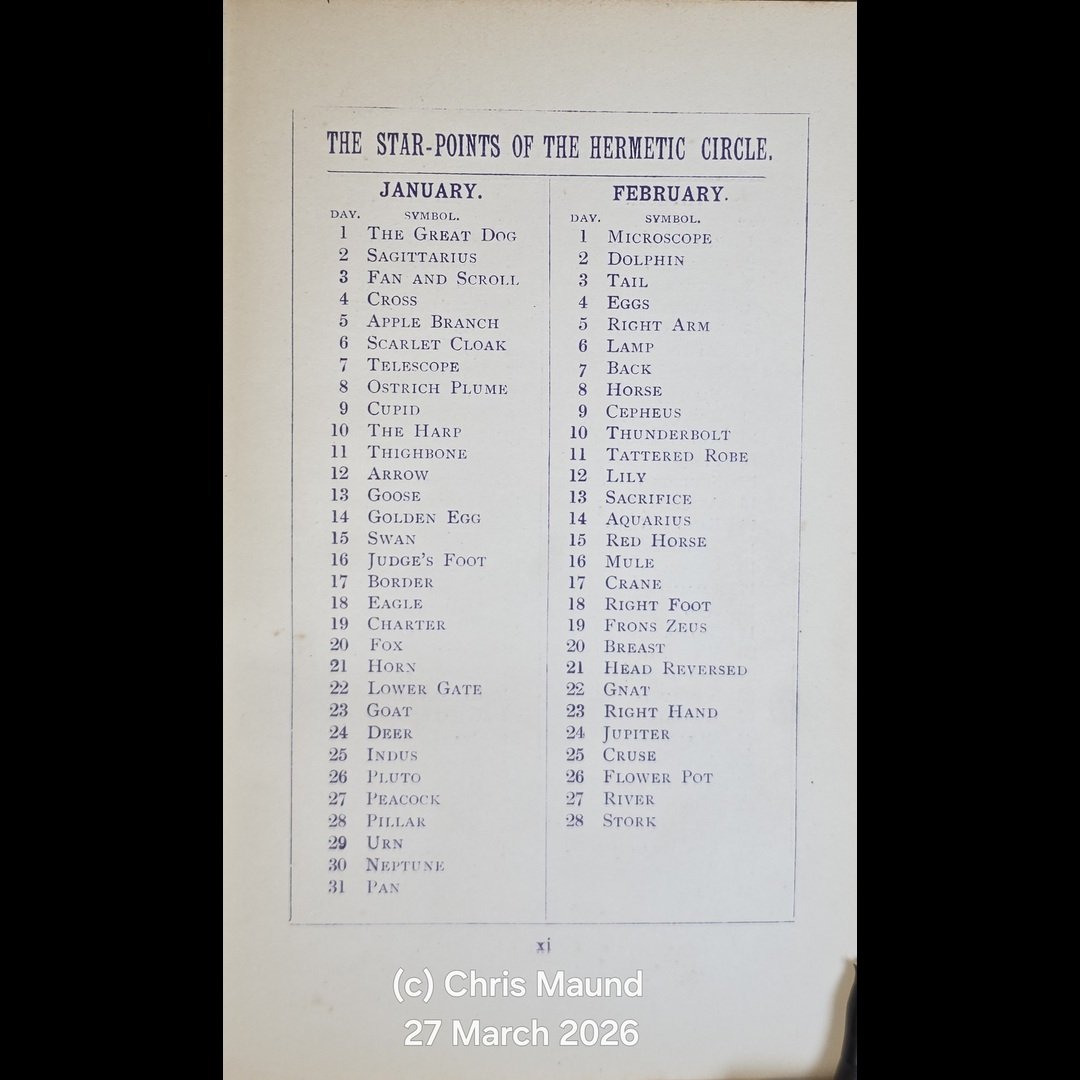 THE STAR-POINTS OF THE HERMETIC CIRCLE.
JANUARY.
DAY. SYMBOL.
1 THE GREAT DOG
2 SAGITTARIUS
3 FAN AND SCROLL
4 CROSS
5 APPLE BRANCH
6 SCARLET CLOAK
7 TELESCOPE
8 OSTRICH PLUME
9 CUPID
10 THE HARP
11 THIGHBONE
12 ARROW
13 GOOSE
14 GOLDEN EGG
15 SWAN
16 JUDGE'S FOOT
17 BORDER
18 EAGLE
19 CHARTER
20 FOX
21 HORN
22 LOWER GATE
23 GOAT
24 DEER
25 INDUS
26 PLUTO
27 PEACOCK
28 PILLAR
29 URN
30 NEPTUNE
31 PAN
FEBRUARY.
DAY. SYMBOL.
1 MICROSCOPE
2 DOLPHIN
3 TAIL
4 EGGS
5 RIGHT ARM
6 LAMP
7 BACK
8 HORSE
9 CEPHEUS
10 THUNDERBOLT
11 TATTERED ROBE
12 LILY
13 SACRIFICE
14 AQUARIUS
15 RED HORSE
16 MULE
17 CRANE
18 RIGHT FOOT
19 FRONS ZEUS
20 BREAST
21 HEAD REVERSED
22 GNAT
23 RIGHT HAND
24 JUPITER
25 CRUSE
26 FLOWER POT
27 RIVER
28 STORK
xi
(c) Chris Maund
27 March 2026